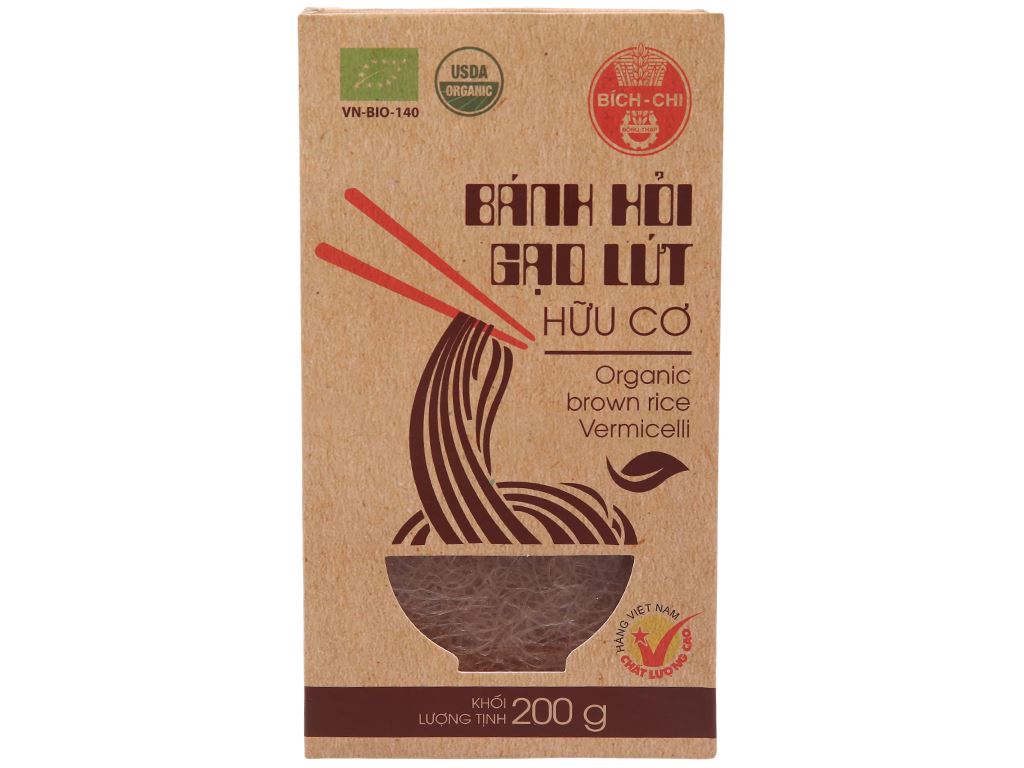 VN-BIO-140
USDA
ORGANIC
BÍCH-CHI
ĐỒNG THÁP
BÁNH HỎI
GẠO LỨT
HỮU CƠ
Organic
brown rice
Vermicelli
HÀNG VIỆT NAM
CHẤT LƯỢNG CAO
KHỐI
LƯỢNG TỊNH 200 g